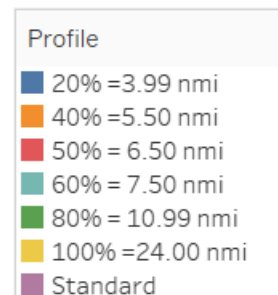 Profile
20% =3.99 nmi
40% =5.50 nmi
50% = 6.50 nmi
60% = 7.50 nmi
80% = 10.99 nmi
100% =24.00 nmi
Standard